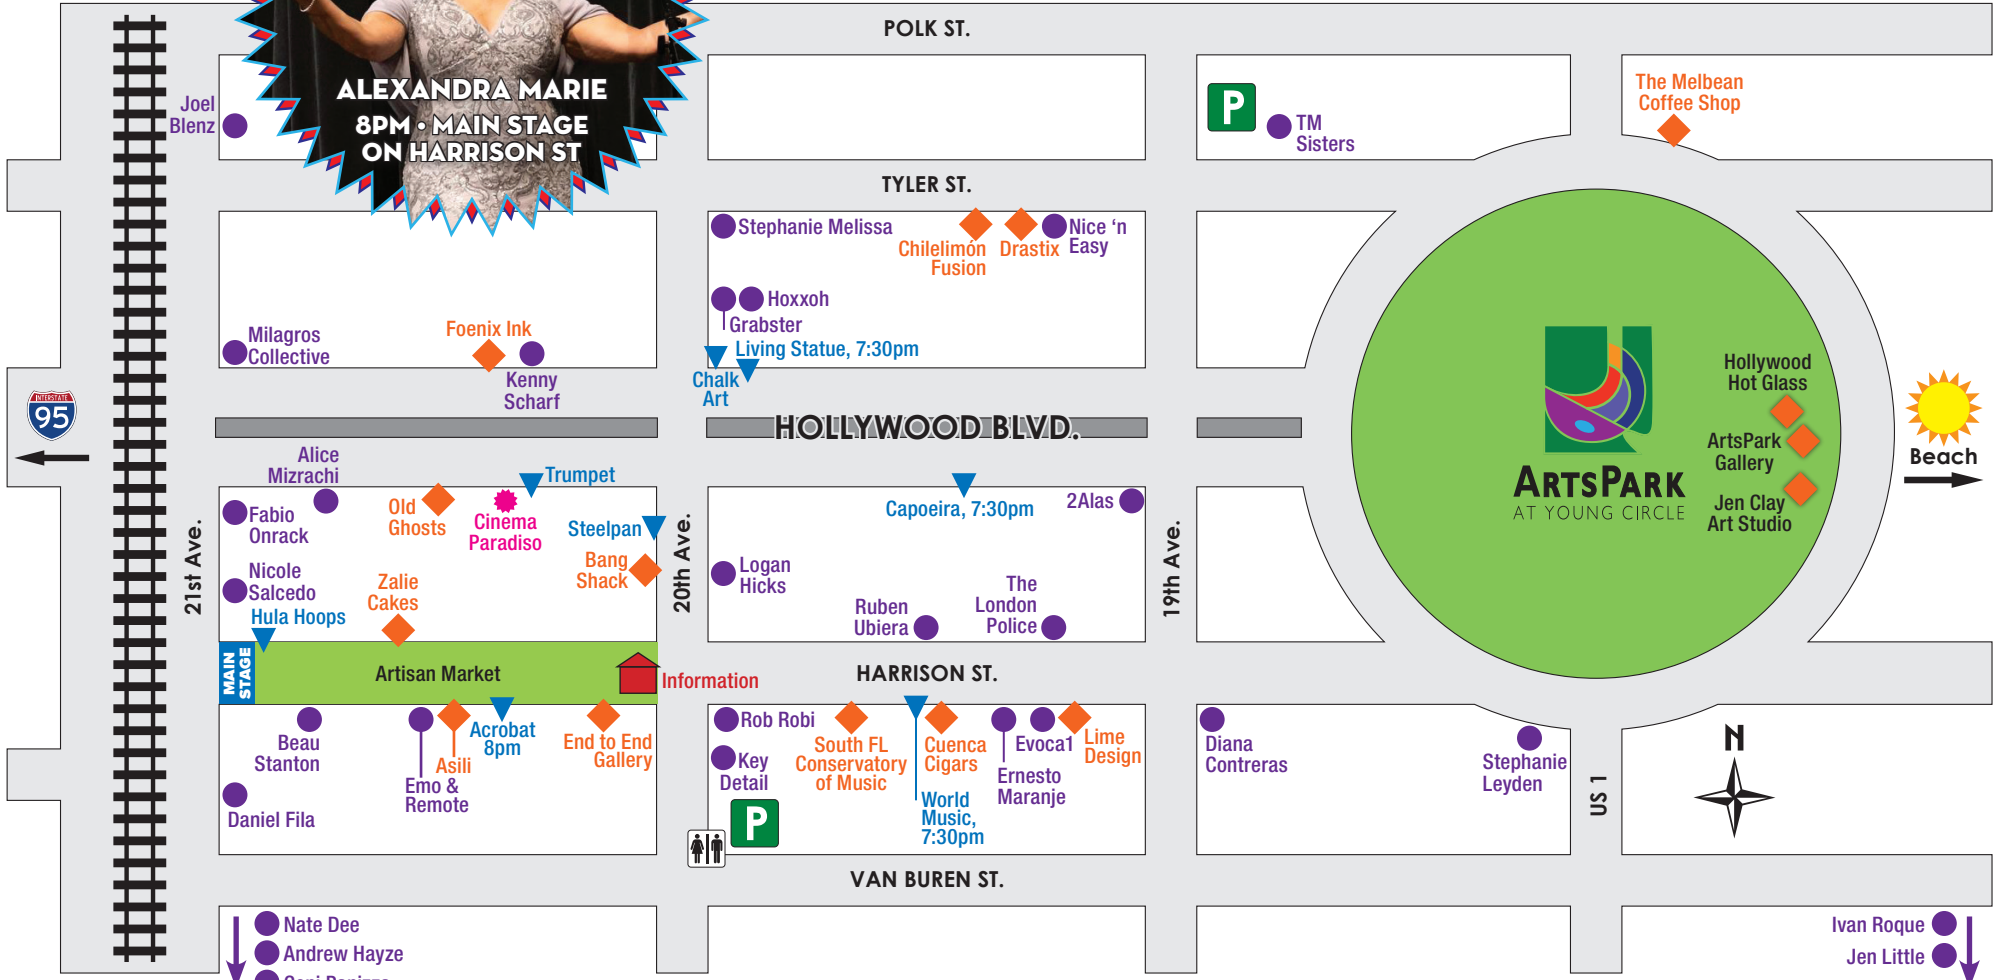 POLK ST.
ALEXANDRA MARIE
8PM • MAIN STAGE
ON HARRISON ST
Joel
Blenz
P
TM
Sisters
The Melbean
Coffee Shop
TYLER ST.
Stephanie Melissa
Chilelimón
Fusion
Drastix
Nice ‘n
Easy
Hoxxoh
Grabster
Living Statue, 7:30pm
Chalk
Art
Milagros
Collective
Foenix Ink
Kenny
Scharf
INTERSTATE
95
HOLLYWOOD BLVD.
Hollywood
Hot Glass
ArtsPark
Gallery
Jen Clay
Art Studio
ARTSPARK
AT YOUNG CIRCLE
Beach
Alice
Mizrachi
Fabio
Onrack
Old
Ghosts
Cinema
Paradiso
Trumpet
Steelpan
Bang
Shack
Nicole
Salcedo
Zalie
Cakes
Hula Hoops
21st Ave.
20th Ave.
19th Ave.
Capoeira, 7:30pm
2Alas
Logan
Hicks
Ruben
Ubiera
The
London
Police
MAIN
STAGE
Artisan Market
Information
HARRISON ST.
Beau
Stanton
Daniel Fila
Emo &
Remote
Asili
Acrobat
8pm
End to End
Gallery
Rob Robi
Key
Detail
P
South FL
Conservatory
of Music
Cuenca
Cigars
World
Music,
7:30pm
Ernesto
Maranje
Evoca1
Lime
Design
Diana
Contreras
Stephanie
Leyden
US 1
N
VAN BUREN ST.
Nate Dee
Andrew Hayze
Ivan Roque
Jen Little